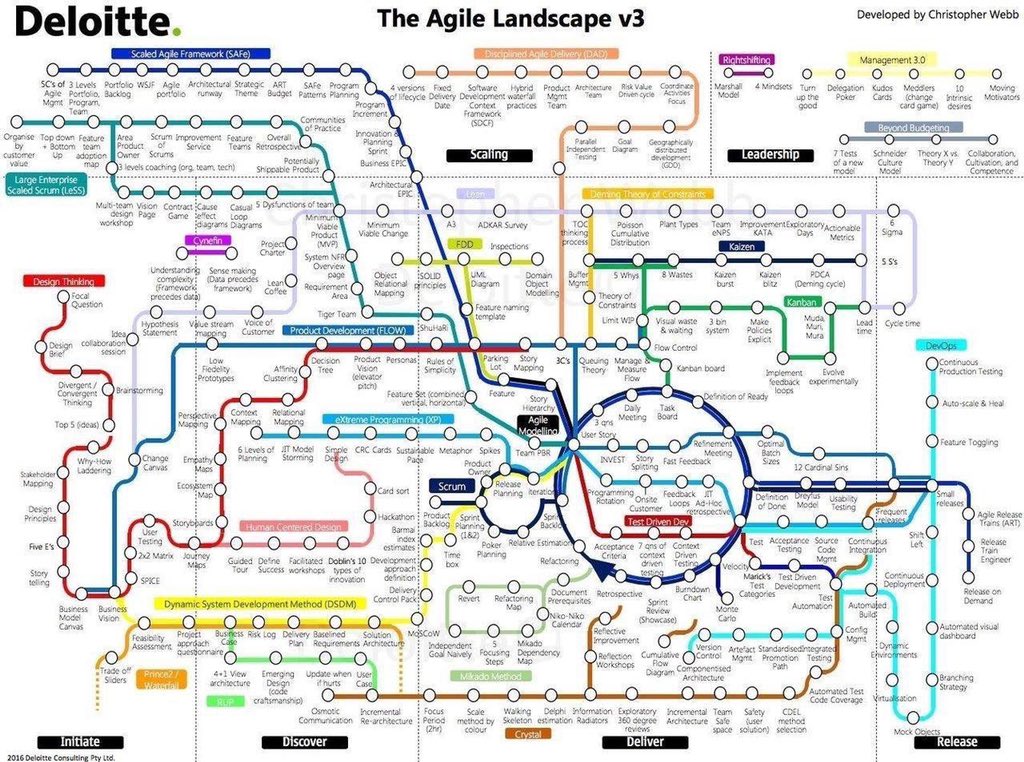 Deloitte.
The Agile Landscape v3
Developed by Christopher Webb
Scaled Agile Framework (SAFe)
5C's of Agile Mgmt
3 Levels Portfolio, Program, Team
Portfolio Backlog
WSJF
Agile portfolio
Architectural runway
Strategic Theme
ART Budget
SAFe Patterns
Program Planning
Program Increment
Innovation & Planning Sprint
Business EPIC
Architectural EPIC
Disciplined Agile Delivery (DAD)
4 versions of lifecycle
Fixed Delivery Date
Software Development Context Framework (SDCF)
Hybrid waterfall practices
Product Mgmt Team
Architecture Team
Risk Value Driven cycle
Coordinate Activities Focus
Parallel Independent Testing
Goal Diagram
Geographically distributed development (GDD)
Scaling
Rightshifting
Marshall Model
4 Mindsets
Management 3.0
Turn up the good
Delegation Poker
Kudos Cards
Meddlers (change card game)
10 Intrinsic desires
Moving Motivators
Beyond Budgeting
7 Tests of a new model
Schneider Culture Model
Theory X vs Theory Y
Collaboration, Cultivation, and Competence
Leadership
Organise by customer value
Top down + Bottom Up
Feature team adoption map
Area Product Owner
Scrum of Scrums
Improvement Service
Feature Teams
Overall Retrospective
Communities of Practice
Potentially Shippable Product
3 levels coaching (org, team, tech)
Large Enterprise Scaled Scrum (LeSS)
Multi-team design workshop
Vision Page
Contract Game
Cause effect diagrams
Casual Loop Diagrams
5 Dysfunctions of team
Minimum Viable Product (MVP)
System NFR Overview page
Requirement Area
Tiger Team
ShuHaRi
Feature Set (combined vertical, horizontal)
Team PBR
Lean
Minimum Viable Change
A3
ADKAR Survey
Project Charter
Lean Coffee
Voice of Customer
Value stream mapping
Hypothesis Statement
Idea collaboration session
Change Canvas
6 Sigma
5 S's
Cycle time
Cynefin
Understanding complexity (Framework precedes data)
Sense making (Data precedes framework)
FDD
Object Relational Mapping
ISOLID principles
UML Diagram
Inspections
Domain Object Modelling
Feature naming template
Parking Lot
Feature
Deming Theory of Constraints
TOC thinking process
Poisson Cumulative Distribution
Plant Types
Team eNPS
Improvement KATA
Exploratory Days
Actionable Metrics
Kaizen
Buffer Mgmt
5 Whys
8 Wastes
Kaizen burst
Kaizen blitz
PDCA (Deming cycle)
Theory of Constraints
Kanban
Limit WIP
Visual waste & waiting
3 bin system
Make Policies Explicit
Implement feedback loops
Evolve experimentally
Muda, Muri, Mura
Lead time
Flow Control
Kanban board
Design Thinking
Focal Question
Design Brief
Divergent / Convergent Thinking
Brainstorming
Top 5 (ideas)
Why-How Laddering
Stakeholder Mapping
Design Principles
Five E's
Story telling
Business Model Canvas
Business Vision
SPICE
2x2 Matrix
User Testing
Journey Maps
Storyboards
Ecosystem Map
Empathy Maps
Perspective Mapping
Context Mapping
Relational Mapping
Affinity Clustering
Decision Tree
Product Vision (elevator pitch)
Personas
Rules of Simplicity
Story Mapping
Product Development (FLOW)
Low Fidelity Prototypes
3C's
Queuing Theory
Manage & Measure Flow
Story Hierarchy
Agile Modelling
eXtreme Programming (XP)
6 Levels of Planning
JIT Model Storming
Simple Design
CRC Cards
Sustainable Pace
Metaphor
Spikes
Release Planning
Iteration
User Story
Card sort
Hackathon
Human Centered Design
Guided Tour
Define Success
Facilitated workshops
Doblin's 10 types of innovation
Scrum
Product Owner
Product Backlog
Sprint Planning (1&2)
Poker Planning
Sprint Backlog
Relative Estimation
3 qns
Daily Meeting
Task Board
Definition of Ready
Refinement Meeting
Optimal Batch Sizes
12 Cardinal Sins
INVEST
Story Splitting
Fast Feedback
Programming Rotation
Onsite Customer
Feedback Loops
JIT Ad-Hoc retrospective
Definition of Done
Dreyfus Model
Usability Testing
Frequent releases
Small releases
Test Driven Dev
Acceptance Criteria
7 qns of context driven testing
Context Driven Testing
Test
Acceptance Testing
Source Code Mgmt
Continuous Integration
Velocity
Marick's Test Categories
Test Driven Development
Test Automation
Monte Carlo
Burndown Chart
Sprint Review (Showcase)
Retrospective
Refactoring
Document Prerequisites
Barmai index estimates
Time box
Development approach definition
Delivery Control Pack
MoSCoW
Dynamic System Development Method (DSDM)
Feasibility Assessment
Project approach questionnaire
Business Case
Risk Log
Delivery Plan
Baselined Requirements
Solution Architecture
Trade off Sliders
Prince2 / Waterfall
RUP
4+1 View architecture
Emerging Design (code craftsmanship)
Update when if hurts
User Case
Incremental Re-architecture
Mikado Method
Revert
Refactoring Map
Niko-Niko Calendar
Independent Goal Naively
5 Focusing Steps
Mikado Dependency Map
Crystal
Osmotic Communication
Focus Period (2hr)
Scale method by colour
Walking Skeleton
Delphi estimation
Information Radiators
Exploratory 360 degree reviews
Incremental Architecture
Team Safe space
Safety (user solution)
CDEL method selection
Automated Test Code Coverage
Reflective Improvement
Reflection Workshops
Cumulative Flow Diagram
Version Control
Componentised Architecture
Artefact Mgmt
Standardised Promotion Path
Integrated Testing
Config Mgmt
Automated Build
Dynamic Environments
Virtualisation
Mock Objects
DevOps
Continuous Production Testing
Auto-scale & Heal
Feature Toggling
Shift Left
Continuous Deployment
Automated visual dashboard
Branching Strategy
Agile Release Trains (ART)
Release Train Engineer
Release on Demand
Initiate
Discover
Deliver
Release
2016 Deloitte Consulting Pty Ltd.